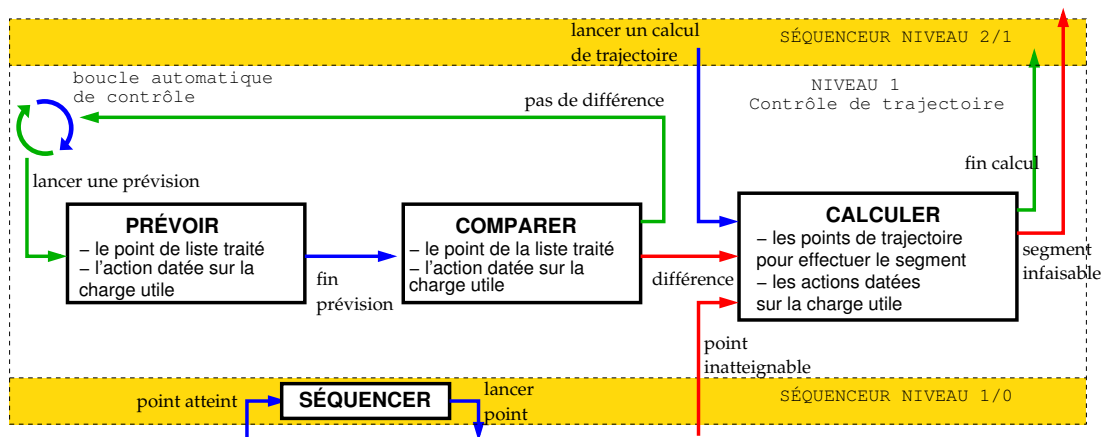 lancer un calcul
de trajectoire
SÉQUENCEUR NIVEAU 2/1
boucle automatique
de contrôle
pas de différence
NIVEAU 1
Contrôle de trajectoire
lancer une prévision
fin calcul
PRÉVOIR
– le point de liste traité
– l'action datée sur la
charge utile
fin
prévision
COMPARER
– le point de la liste traité
– l'action datée sur la
charge utile
différence
CALCULER
– les points de trajectoire
pour effectuer le segment
– les actions datées
sur la charge utile
segment
infaisable
point
inatteignable
point atteint
SÉQUENCER
lancer
point
SÉQUENCEUR NIVEAU 1/0